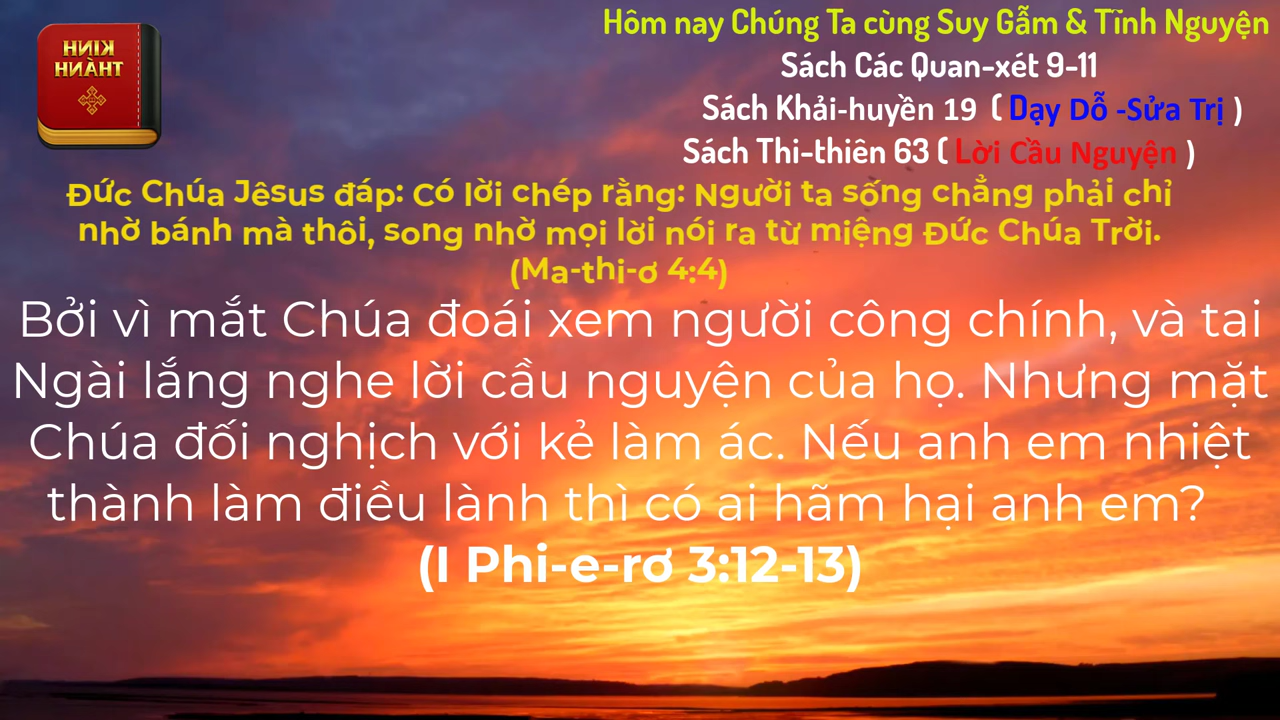 KINH
THÀNH
Hôm nay Chúng Ta cùng Suy Gẫm & Tĩnh Nguyện
Sách Các Quan-xét 9-11
Sách Khải-huyền 19 ( Dạy Dỗ -Sửa Trị )
Sách Thi-thiên 63 ( Lời Cầu Nguyện )
Đức Chúa Jêsus đáp: Có lời chép rằng: Người ta sống chẳng phải chỉ
nhờ bánh mà thôi, song nhờ mọi lời nói ra từ miệng Đức Chúa Trời.
(Ma-thi-ơ 4:4)
Bởi vì mắt Chúa đoái xem người công chính, và tai
Ngài lắng nghe lời cầu nguyện của họ. Nhưng mặt
Chúa đối nghịch với kẻ làm ác. Nếu anh em nhiệt
thành làm điều lành thì có ai hãm hại anh em?
(I Phi-e-rơ 3:12-13)